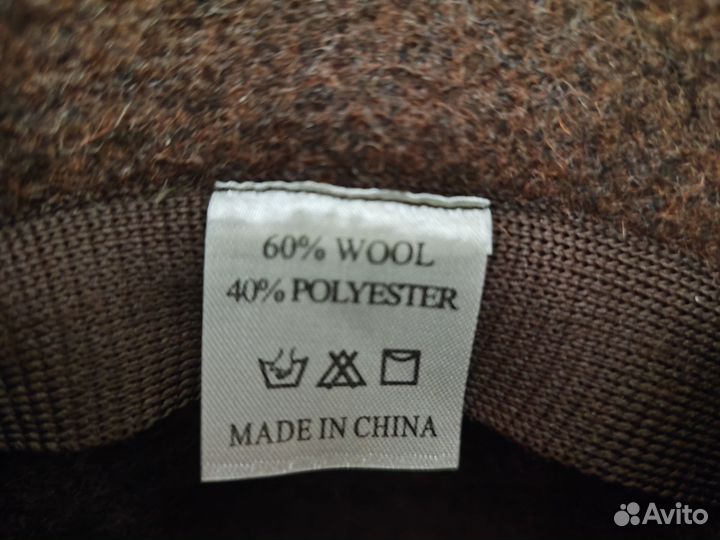 60% WOOL
40% POLYESTER
MADE IN CHINA
Avito